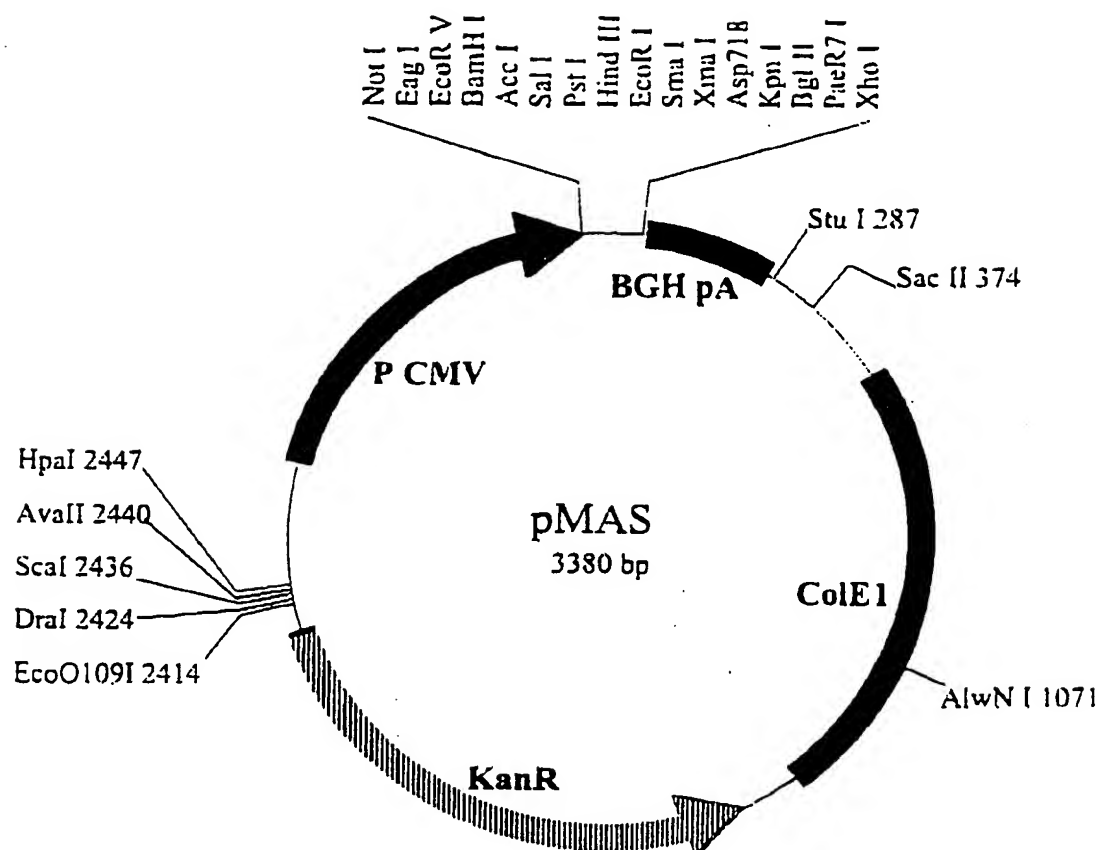 Not I
Eag I
EcoR V
BamH I
Acc I
Sal I
Pst I
Hind III
EcoR I
Sma I
Xma I
Asp718
Kpn I
Bgl II
PaeR7 I
Xho I
Stu I 287
BGH pA
Sac II 374
P CMV
HpaI 2447
AvaII 2440
ScaI 2436
DraI 2424
EcoO109I 2414
pMAS
3380 bp
ColE1
AlwN I 1071
KanR